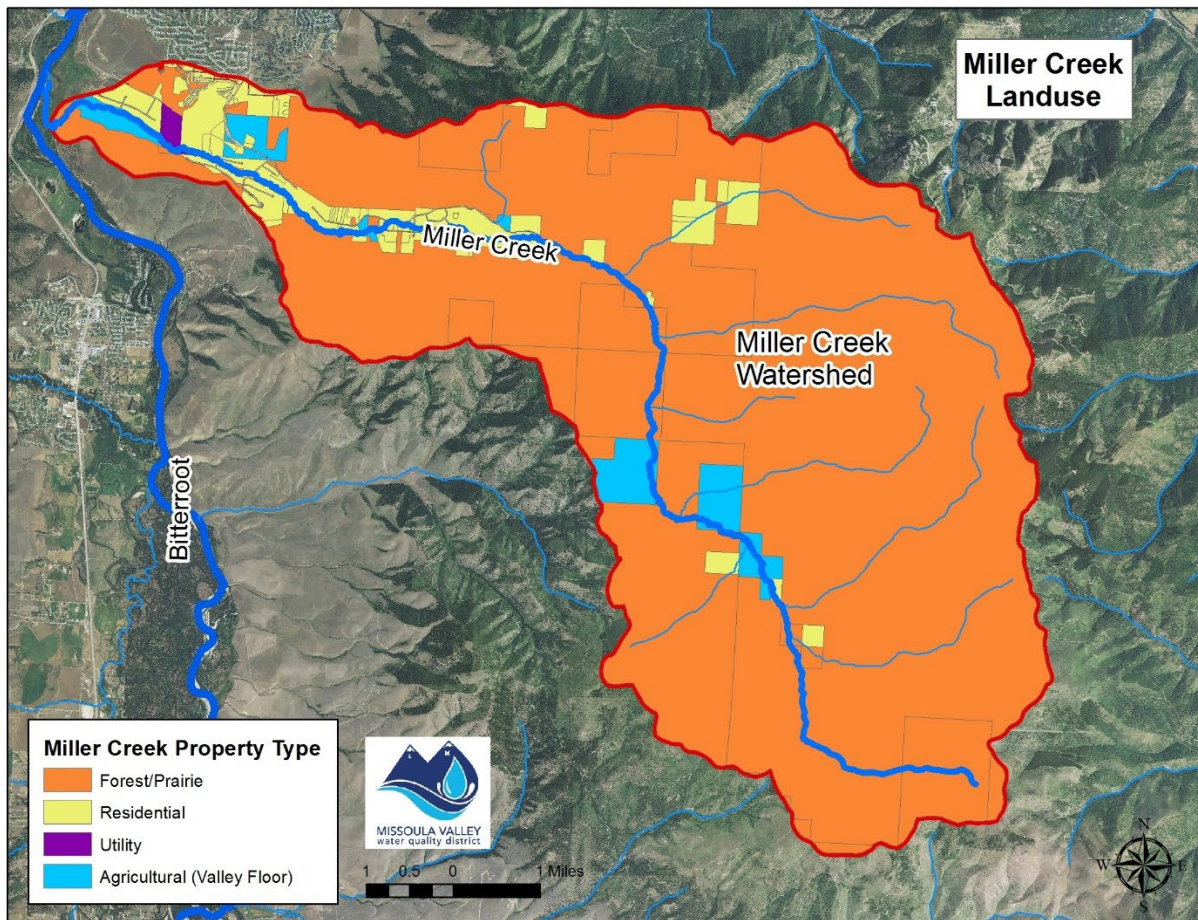 Miller Creek
Landuse
Miller Creek
Miller Creek
Watershed
Bitterroot
Miller Creek Property Type
Forest/Prairie
Residential
Utility
Agricultural (Valley Floor)
L M
MISSOULA VALLEY
water quality district
1 0.5 0 1 Miles
N
W E
S